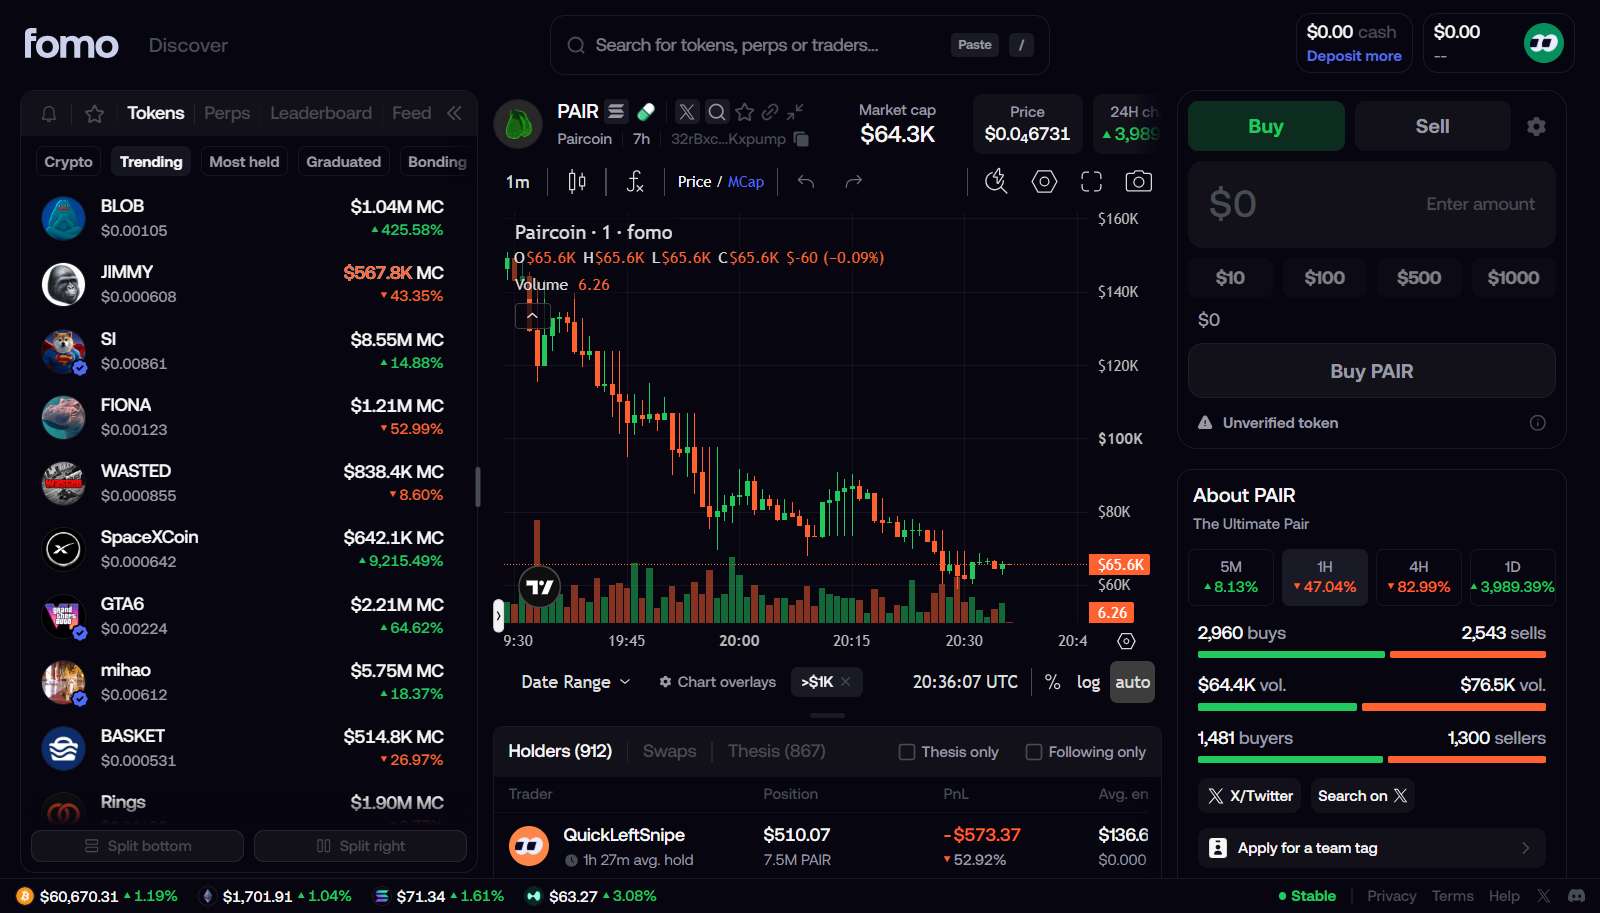 fomo
Discover
Search for tokens, perps or traders...
Paste
/
$0.00 cash
Deposit more
$0.00
--
Tokens
Perps
Leaderboard
Feed
Crypto
Trending
Most held
Graduated
Bonding
BLOB
$1.04M MC
$0.00105
425.58%
JIMMY
$567.8K MC
$0.000608
43.35%
SI
$8.55M MC
$0.00861
14.88%
FIONA
$1.21M MC
$0.00123
52.99%
WASTED
$838.4K MC
$0.000855
8.60%
SpaceXCoin
$642.1K MC
$0.000642
9,215.49%
GTA6
$2.21M MC
$0.00224
64.62%
mihao
$5.75M MC
$0.00612
18.37%
BASKET
$514.8K MC
$0.000531
26.97%
Rings
$1.90M MC
Split bottom
Split right
PAIR
Paircoin
7h
32rBxc...Kxpump
Market cap
$64.3K
Price
$0.0₄6731
24H ch
3,989
1m
Price / MCap
Paircoin · 1 · fomo
O$65.6K H$65.6K L$65.6K C$65.6K $-60 (−0.09%)
Volume 6.26
$160K
$140K
$120K
$100K
$80K
$65.6K
$60K
6.26
9:30
19:45
20:00
20:15
20:30
20:4
Date Range
Chart overlays
>$1K
20:36:07 UTC
%
log
auto
Holders (912)
Swaps
Thesis (867)
Thesis only
Following only
Trader
Position
PnL
Avg. en
QuickLeftSnipe
$510.07
-$573.37
$136.6
1h 27m avg. hold
7.5M PAIR
52.92%
$0.000
Buy
Sell
$0
Enter amount
$10
$100
$500
$1000
$0
Buy PAIR
Unverified token
About PAIR
The Ultimate Pair
5M
8.13%
1H
47.04%
4H
82.99%
1D
3,989.39%
2,960 buys
2,543 sells
$64.4K vol.
$76.5K vol.
1,481 buyers
1,300 sellers
X/Twitter
Search on X
Apply for a team tag
$60,670.31 1.19%
$1,701.91 1.04%
$71.34 1.61%
$63.27 3.08%
Stable
Privacy
Terms
Help